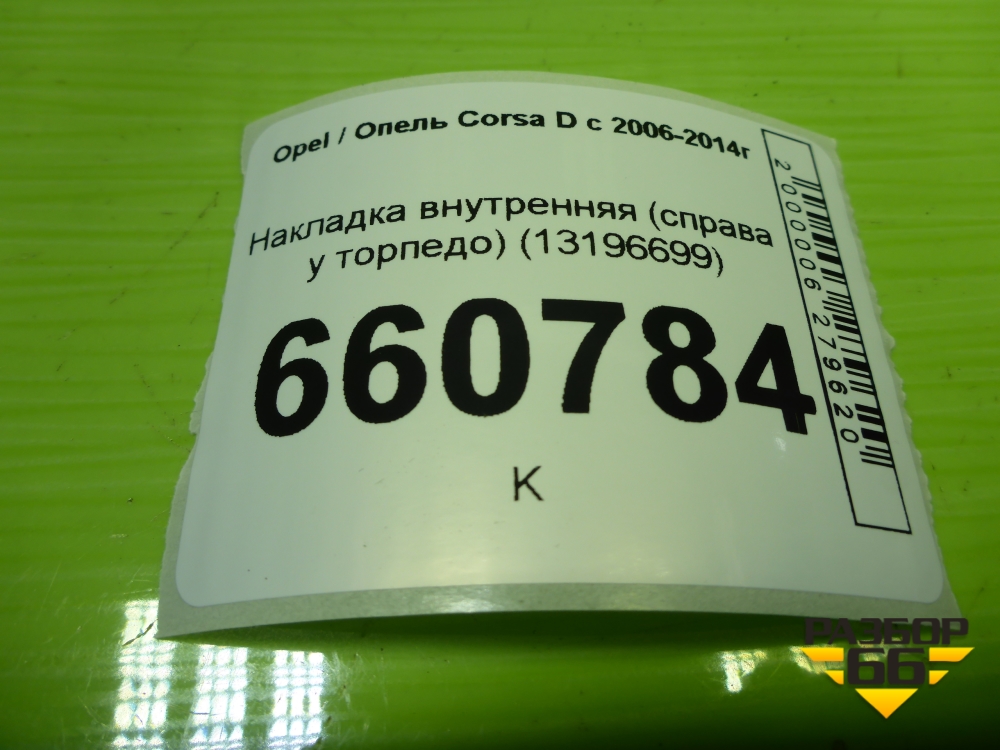 Opel / Опель Corsa D с 2006-2014г
Накладка внутренняя (справа
у торпедо) (13196699)
660784
К
2000006279620
РАЗБОР
66